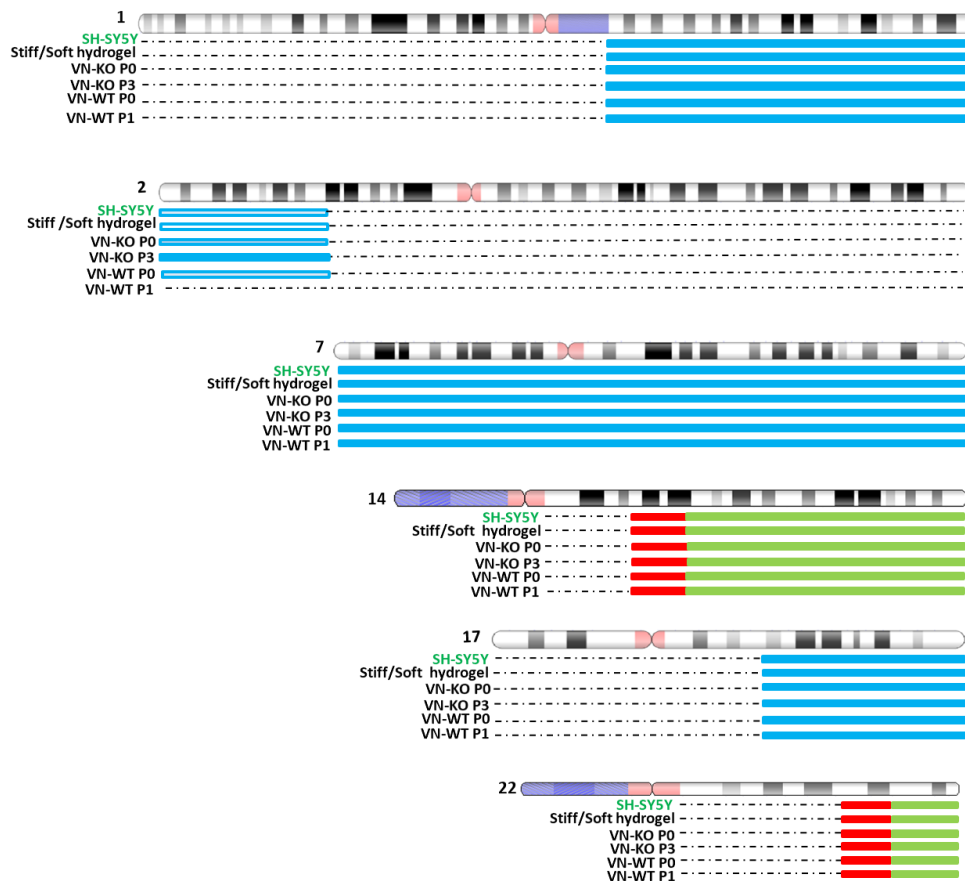 1
SH-SY5Y
Stiff/Soft hydrogel
VN-KO P0
VN-KO P3
VN-WT P0
VN-WT P1
2
SH-SY5Y
Stiff /Soft hydrogel
VN-KO P0
VN-KO P3
VN-WT P0
VN-WT P1
7
SH-SY5Y
Stiff/Soft hydrogel
VN-KO P0
VN-KO P3
VN-WT P0
VN-WT P1
14
SH-SY5Y
Stiff/Soft hydrogel
VN-KO P0
VN-KO P3
VN-WT P0
VN-WT P1
17
SH-SY5Y
Stiff/Soft hydrogel
VN-KO P0
VN-KO P3
VN-WT P0
VN-WT P1
22
SH-SY5Y
Stiff/Soft hydrogel
VN-KO P0
VN-KO P3
VN-WT P0
VN-WT P1